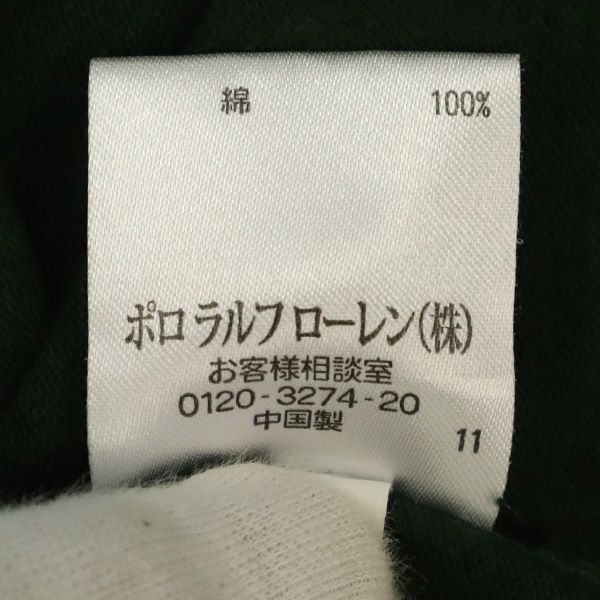 綿 100%
ポロ ラルフ ローレン(株)
お客様相談室
0120-3274-20
中国製
11